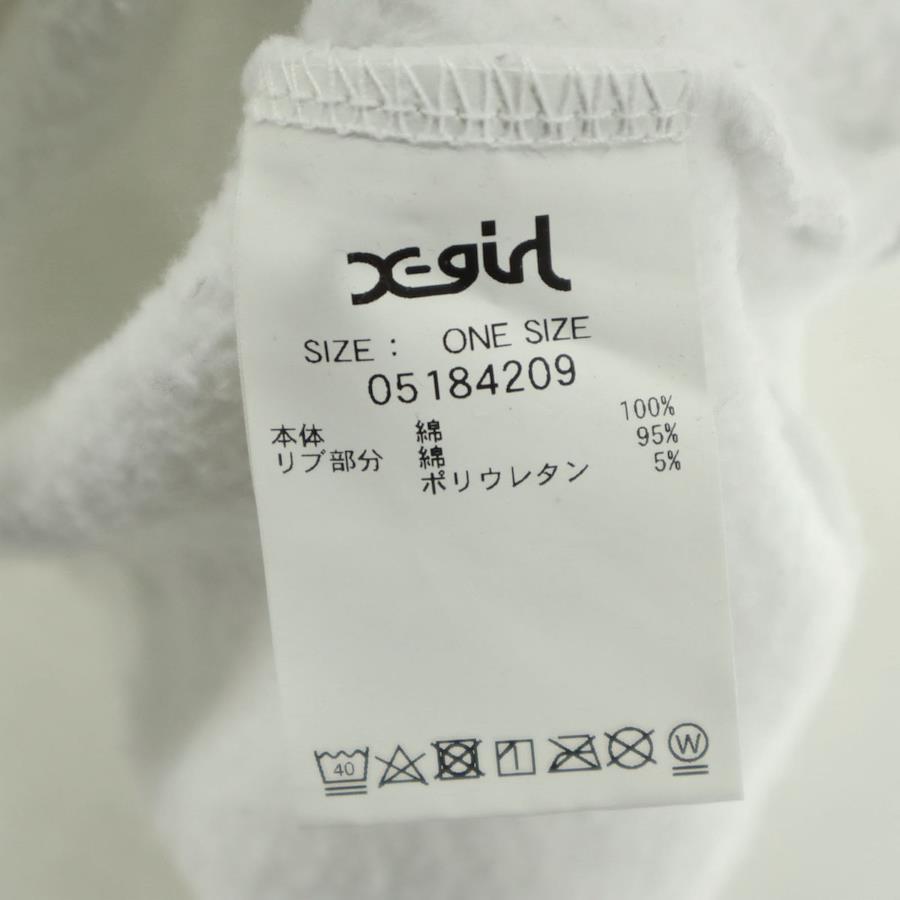 X-girl
SIZE : ONE SIZE
05184209
本体 綿 100%
リブ部分 綿 95%
ポリウレタン 5%
40
W